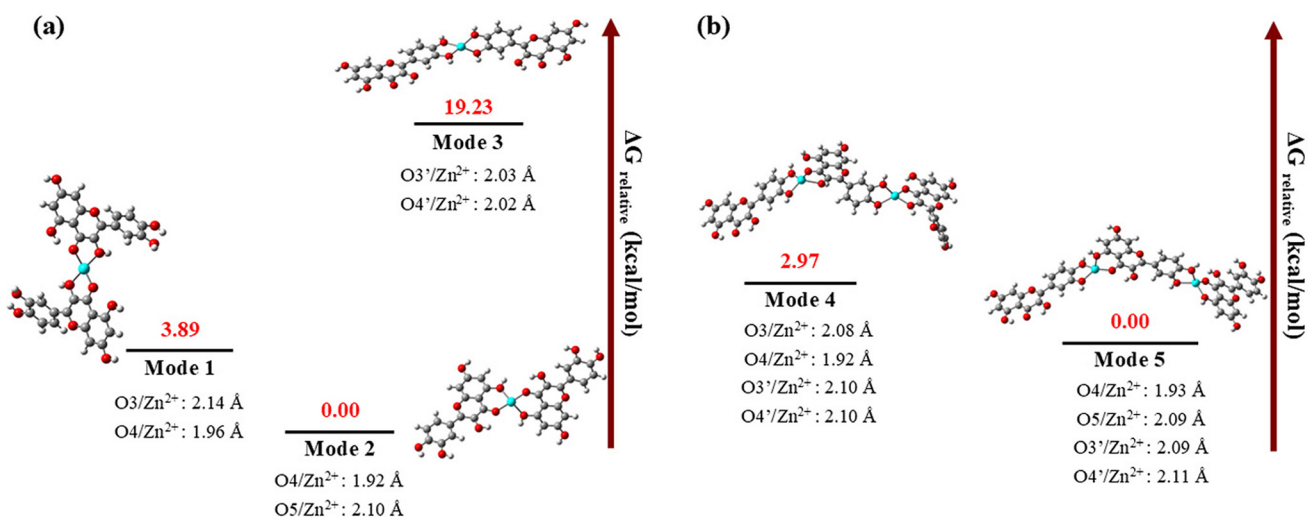 (a)
19.23
Mode 3
O3’/Zn²⁺ : 2.03 Å
O4’/Zn²⁺ : 2.02 Å
3.89
Mode 1
O3/Zn²⁺ : 2.14 Å
O4/Zn²⁺ : 1.96 Å
0.00
Mode 2
O4/Zn²⁺ : 1.92 Å
O5/Zn²⁺ : 2.10 Å
ΔG relative (kcal/mol)
(b)
2.97
Mode 4
O3/Zn²⁺ : 2.08 Å
O4/Zn²⁺ : 1.92 Å
O3’/Zn²⁺ : 2.10 Å
O4’/Zn²⁺ : 2.10 Å
0.00
Mode 5
O4/Zn²⁺ : 1.93 Å
O5/Zn²⁺ : 2.09 Å
O3’/Zn²⁺ : 2.09 Å
O4’/Zn²⁺ : 2.11 Å
ΔG relative (kcal/mol)